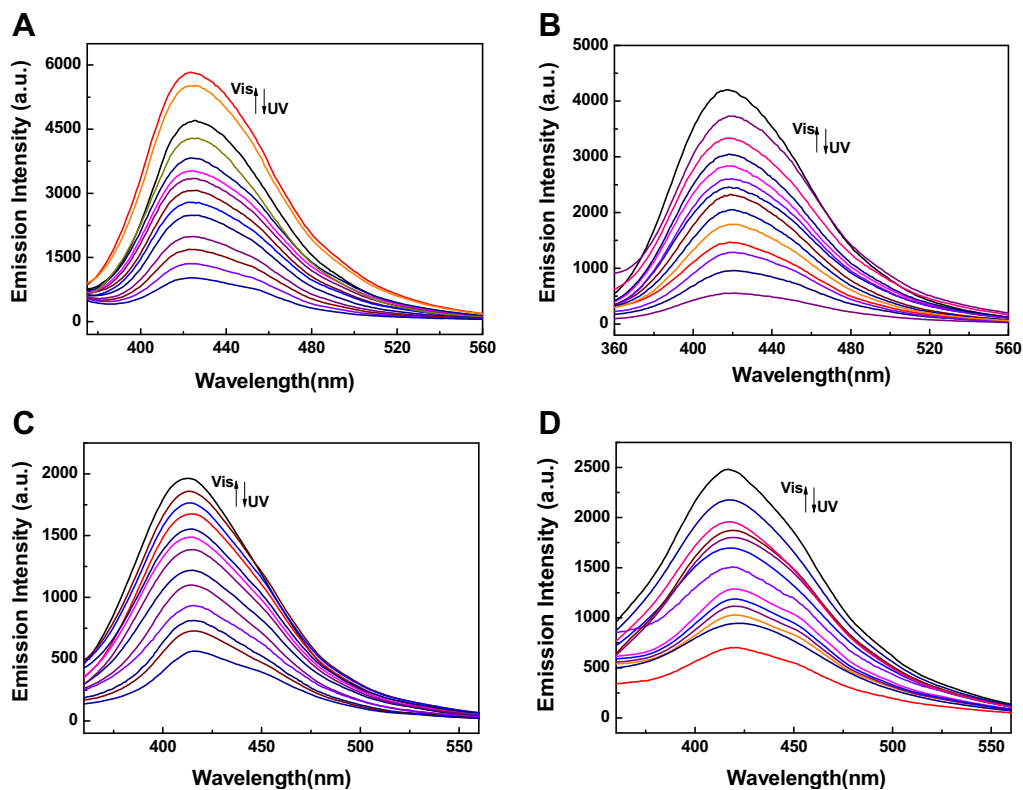 A
Emission Intensity (a.u.)
6000
4500
3000
1500
0
Vis
UV
400
440
480
520
560
Wavelength(nm)
B
Emission Intensity (a.u.)
5000
4000
3000
2000
1000
0
Vis
UV
360
400
440
480
520
560
Wavelength(nm)
C
Emission Intensity (a.u.)
2000
1500
1000
500
0
Vis
UV
400
450
500
550
Wavelength(nm)
D
Emission Intensity (a.u.)
2500
2000
1500
1000
500
0
Vis
UV
400
450
500
550
Wavelength(nm)